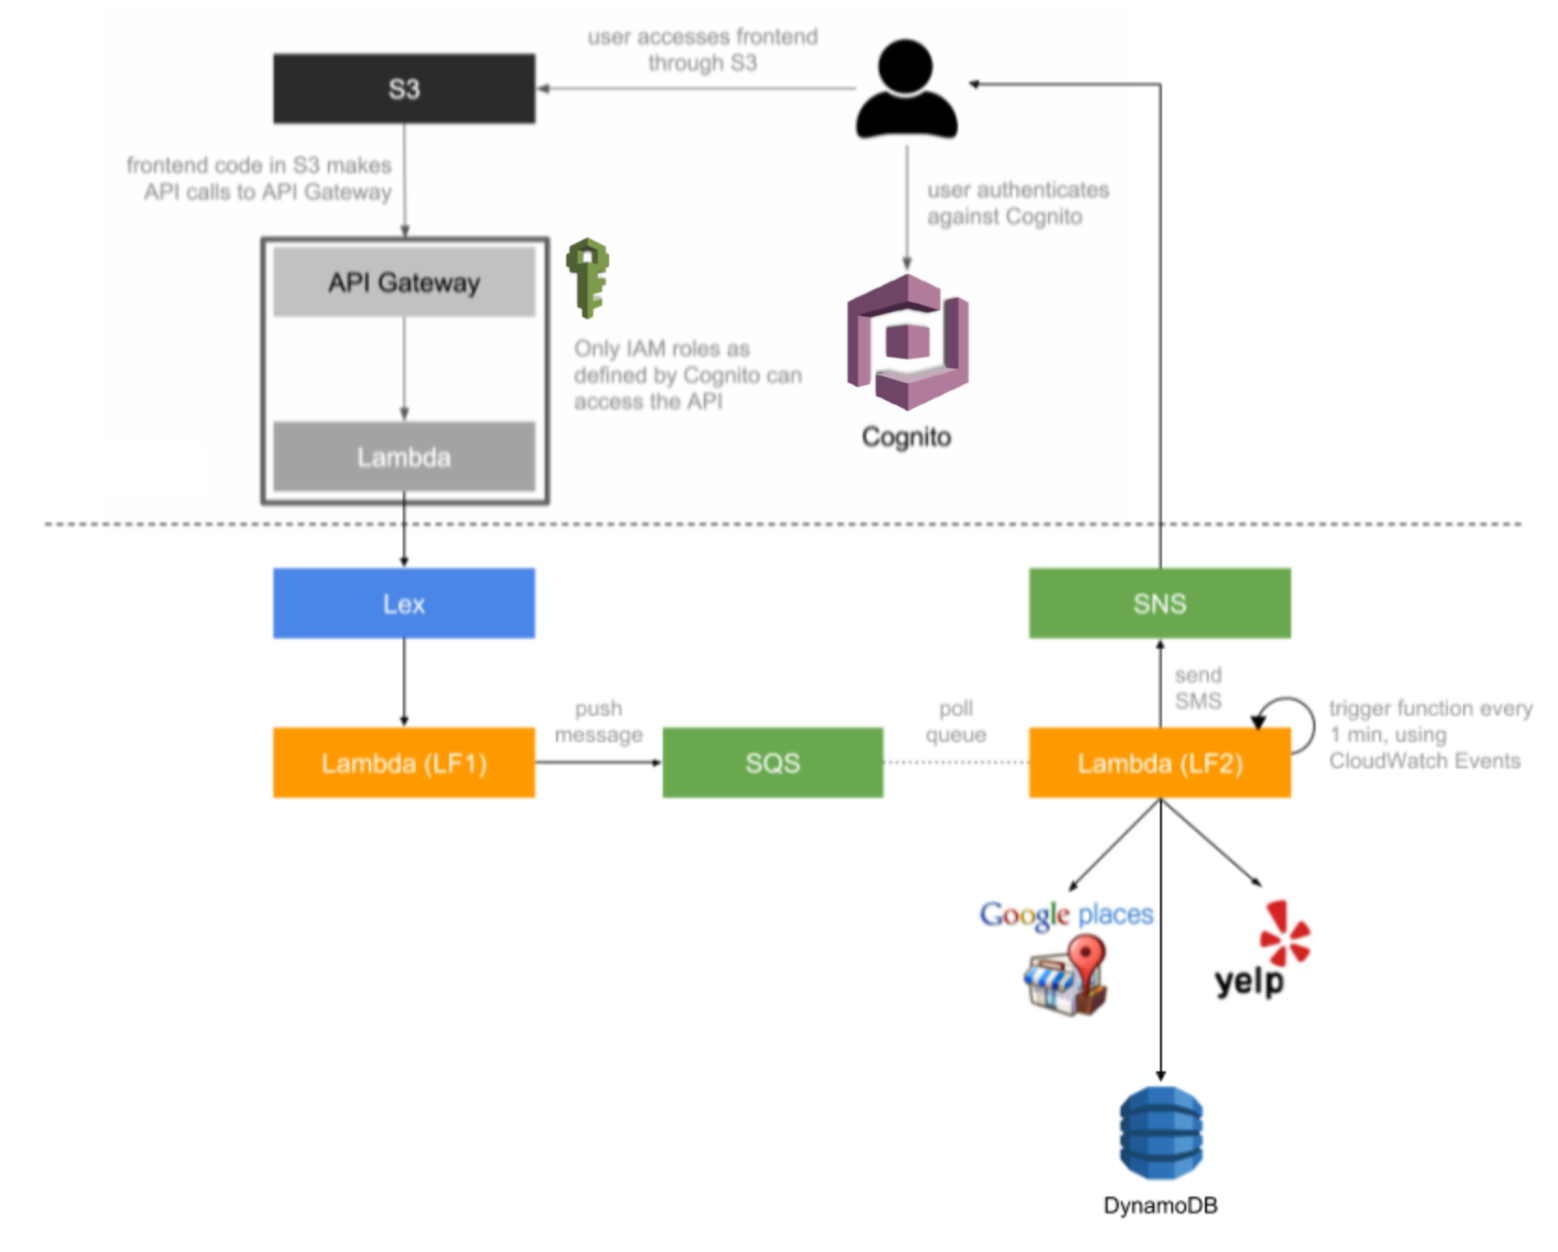 user accesses frontend
through S3
S3
frontend code in S3 makes
API calls to API Gateway
user authenticates
against Cognito
API Gateway
Only IAM roles as
defined by Cognito can
access the API
Cognito
Lambda
Lex
SNS
send
SMS
push
message
poll
queue
trigger function every
1 min, using
CloudWatch Events
Lambda (LF1)
SQS
Lambda (LF2)
Google places
yelp
DynamoDB